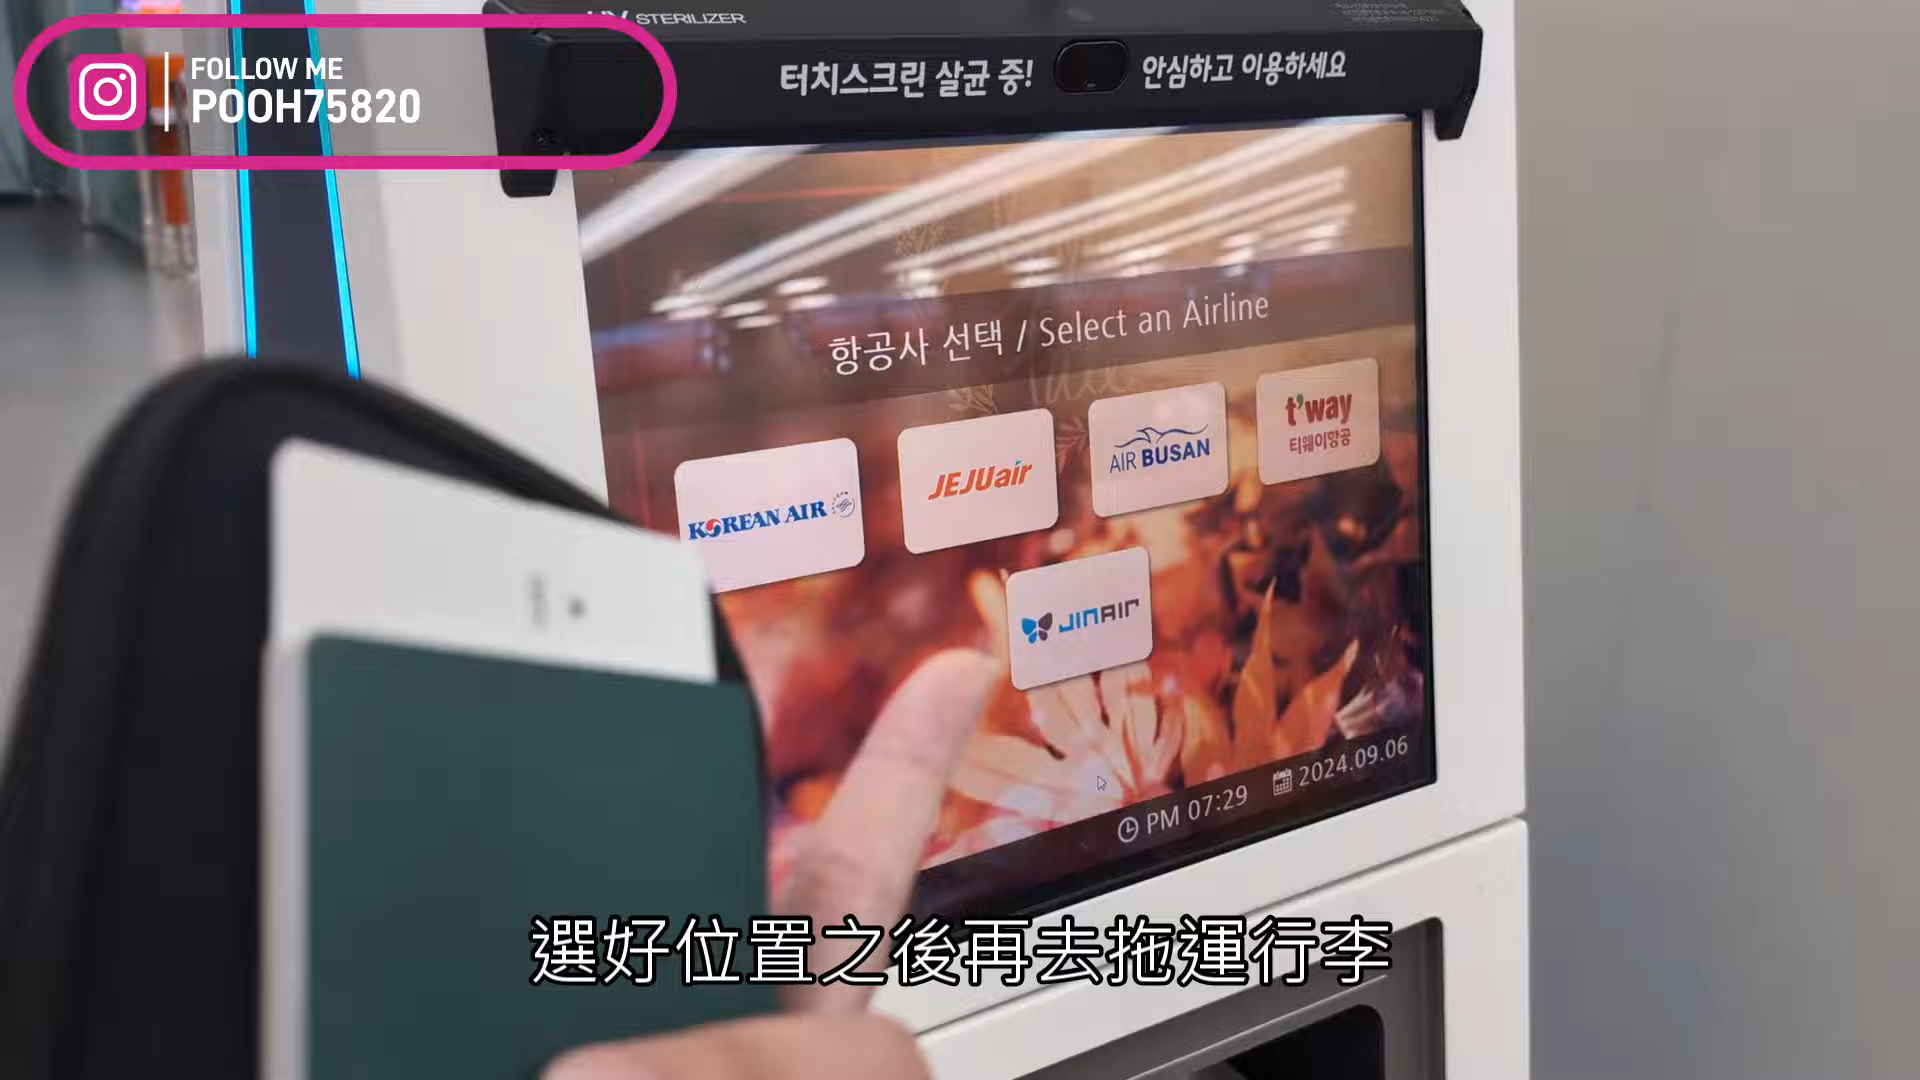 FOLLOW ME
POOH75820
UV STERILIZER
터치스크린 살균 중! 안심하고 이용하세요
항공사 선택 / Select an Airline
KOREAN AIR
JEJUair
AIR BUSAN
t'way
티웨이항공
JINAIR
PM 07:29 2024.09.06
選好位置之後再去拖運行李